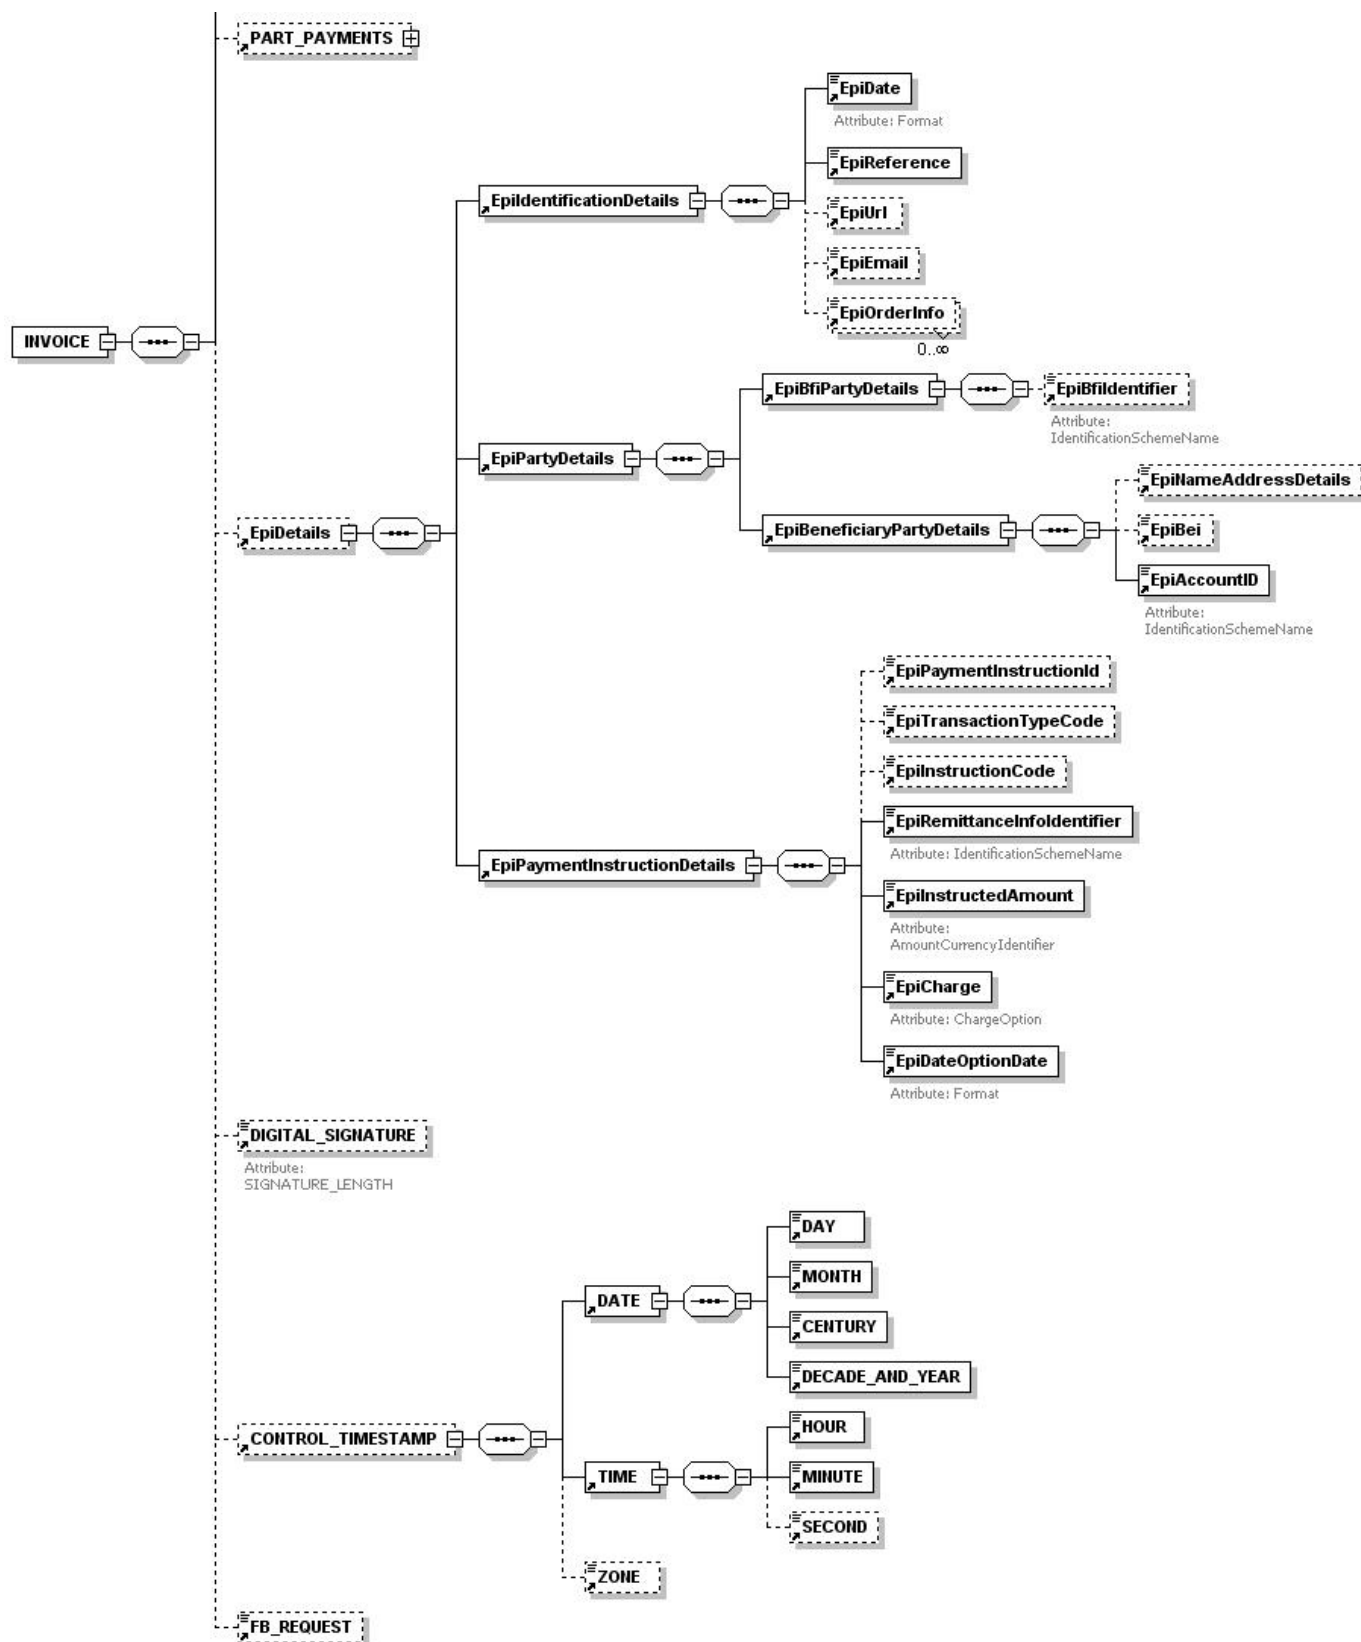 PART_PAYMENTS
EpiDate
Attribute: Format
EpiReference
EpiIdentificationDetails
EpiUrl
EpiEmail
EpiOrderInfo
0..∞
INVOICE
EpiBfiPartyDetails
EpiBfiIdentifier
Attribute:
IdentificationSchemeName
EpiPartyDetails
EpiNameAddressDetails
EpiDetails
EpiBeneficiaryPartyDetails
EpiBei
EpiAccountID
Attribute:
IdentificationSchemeName
EpiPaymentInstructionId
EpiTransactionTypeCode
EpiInstructionCode
EpiRemittanceInfoIdentifier
Attribute: IdentificationSchemeName
EpiPaymentInstructionDetails
EpiInstructedAmount
Attribute:
AmountCurrencyIdentifier
EpiCharge
Attribute: ChargeOption
EpiDateOptionDate
Attribute: Format
DIGITAL_SIGNATURE
Attribute:
SIGNATURE_LENGTH
DAY
MONTH
DATE
CENTURY
DECADE_AND_YEAR
HOUR
CONTROL_TIMESTAMP
TIME
MINUTE
SECOND
ZONE
FB_REQUEST